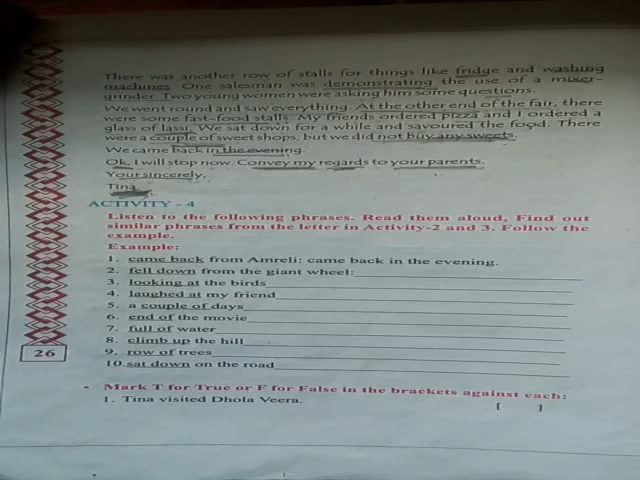 There was another row of stalls for things like fridge and washing
machines. One salesman was demonstrating the use of a mixer-
grinder. Two young women were asking him some questions.
We went round and saw everything. At the other end of the fair, there
were some fast-food stalls. My friends ordered pizza and I ordered a
glass of lassi. We sat down for a while and savoured the food. There
were a couple of sweet shops, but we did not buy any sweets.
We came back in the evening.
Ok, I will stop now. Convey my regards to your parents.
Your sincerely,
Tina
ACTIVITY - 4
Listen to the following phrases. Read them aloud, Find out
similar phrases from the letter in Activity-2 and 3. Follow the
example.
Example:
1. came back from Amreli: came back in the evening.
2. fell down from the giant wheel:
3. looking at the birds
4. laughed at my friend
5. a couple of days
6. end of the movie
7. full of water
8. climb up the hill
9. row of trees
10.sat down on the road
26
• Mark T for True or F for False in the brackets against each:
1. Tina visited Dhola Veera. [ ]